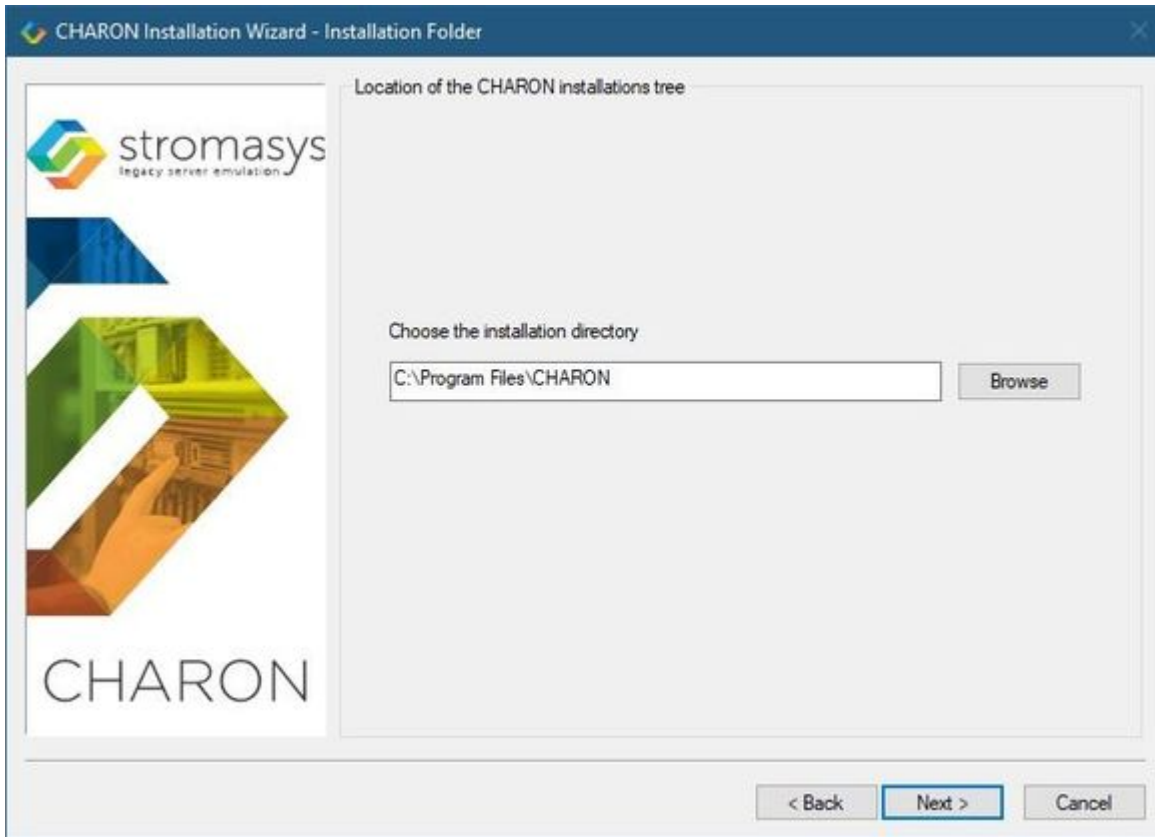 CHARON Installation Wizard - Installation Folder
Location of the CHARON installations tree
stromasys
legacy server emulation
Choose the installation directory
C:\Program Files\CHARON
Browse
CHARON
< Back
Next >
Cancel